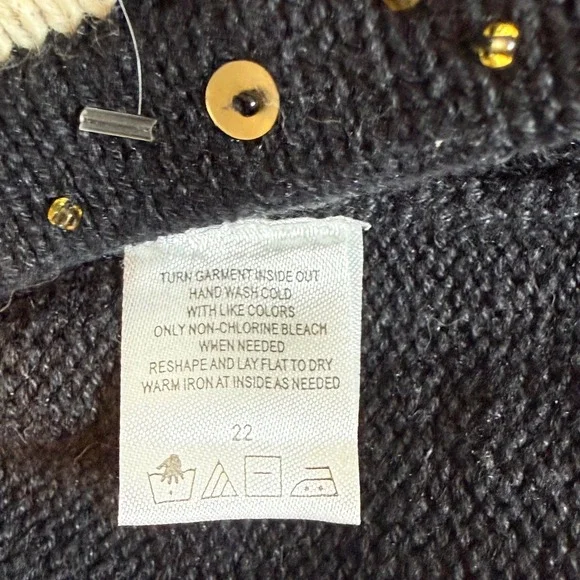 TURN GARMENT INSIDE OUT
HAND WASH COLD
WITH LIKE COLORS
ONLY NON-CHLORINE BLEACH
WHEN NEEDED
RESHAPE AND LAY FLAT TO DRY
WARM IRON AT INSIDE AS NEEDED
22